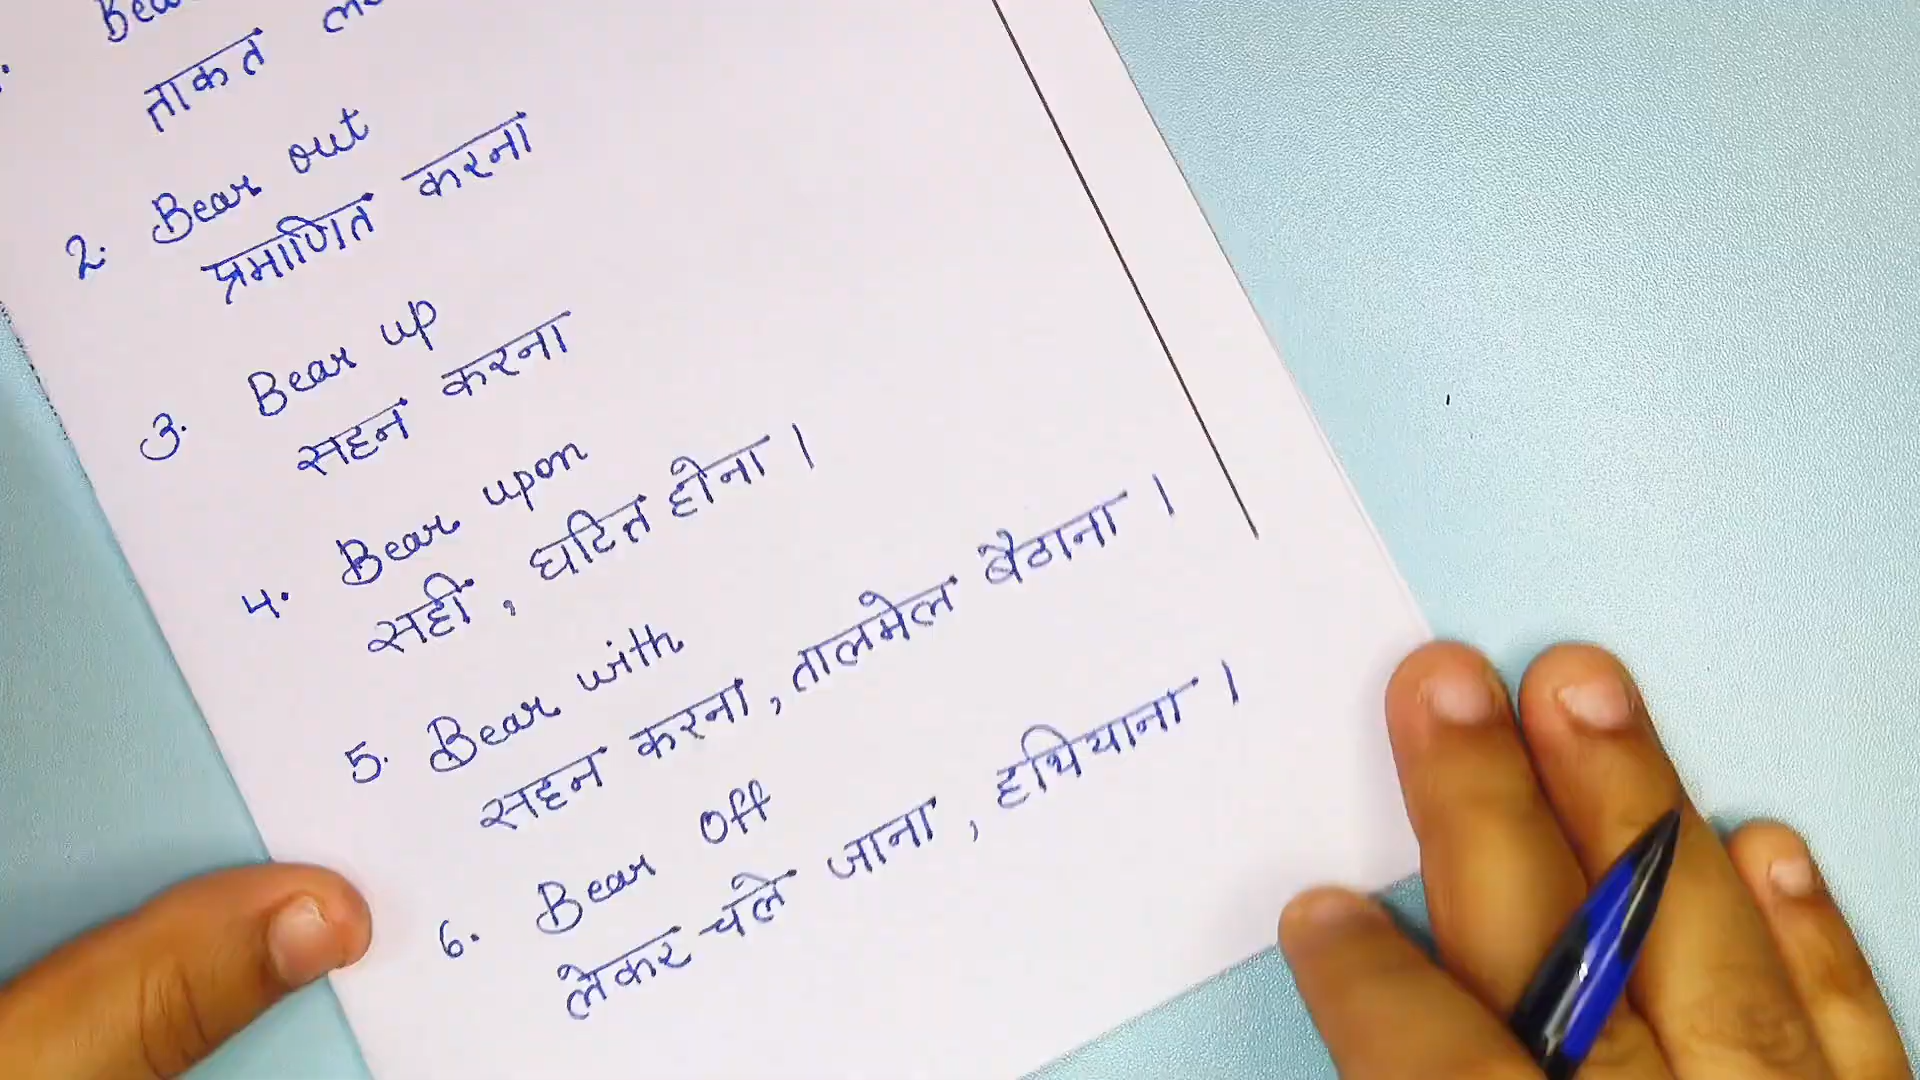 ताकत
2. Bear out
प्रमाणित करना
3. Bear up
सहन करना
4. Bear upon
सही, घटित होना।
5. Bear with
सहन करना, तालमेल बैठाना।
6. Bear Off
लेकर चले जाना, हथियाना।